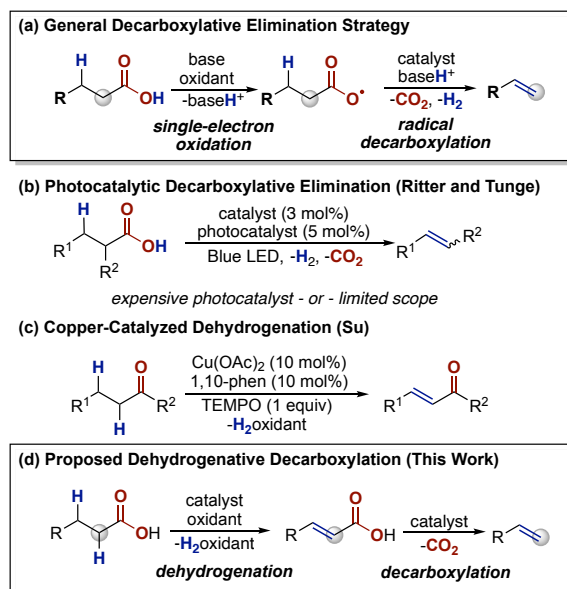 (a) General Decarboxylative Elimination Strategy
H O
R OH
base
oxidant
-baseH⁺
single-electron
oxidation
H O
R O•
catalyst
baseH⁺
-CO₂, -H₂
radical
decarboxylation
R
(b) Photocatalytic Decarboxylative Elimination (Ritter and Tunge)
H O
R¹ OH
R²
catalyst (3 mol%)
photocatalyst (5 mol%)
Blue LED, -H₂, -CO₂
R¹ R²
expensive photocatalyst - or - limited scope
(c) Copper-Catalyzed Dehydrogenation (Su)
H O
R¹ R²
H
Cu(OAc)₂ (10 mol%)
1,10-phen (10 mol%)
TEMPO (1 equiv)
-H₂oxidant
O
R¹ R²
(d) Proposed Dehydrogenative Decarboxylation (This Work)
H O
R OH
H
catalyst
oxidant
-H₂oxidant
dehydrogenation
O
R OH
catalyst
-CO₂
decarboxylation
R